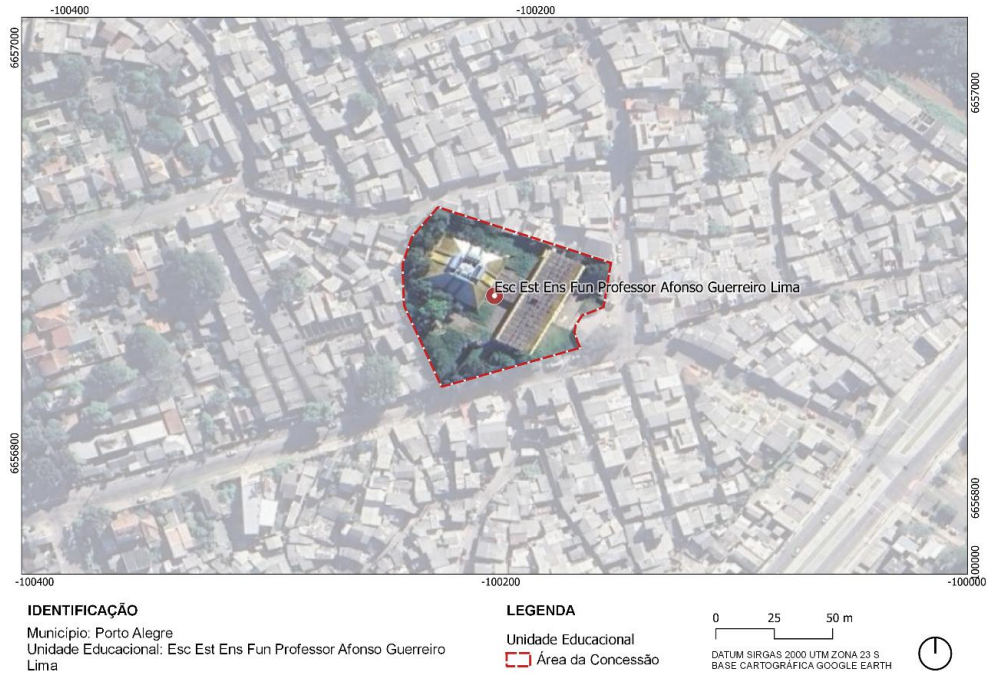 -100400
-100200
6657000
6657000
Esc Est Ens Fun Professor Afonso Guerreiro Lima
6656800
6656800
-100400
-100200
-100000
IDENTIFICAÇÃO
Município: Porto Alegre
Unidade Educacional: Esc Est Ens Fun Professor Afonso Guerreiro
Lima
LEGENDA
Unidade Educacional
Área da Concessão
0 25 50 m
DATUM SIRGAS 2000 UTM ZONA 23 S
BASE CARTOGRÁFICA GOOGLE EARTH